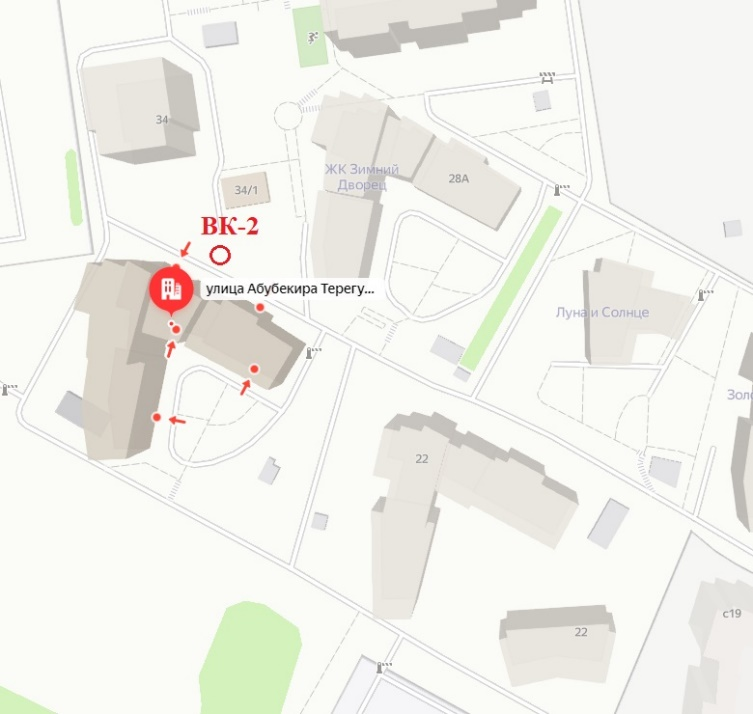 34
ЖК Зимний
Дворец
28А
34/1
ВК-2
улица Абубекира Терегу...
Луна и Солнце
Золо
22
22
с19